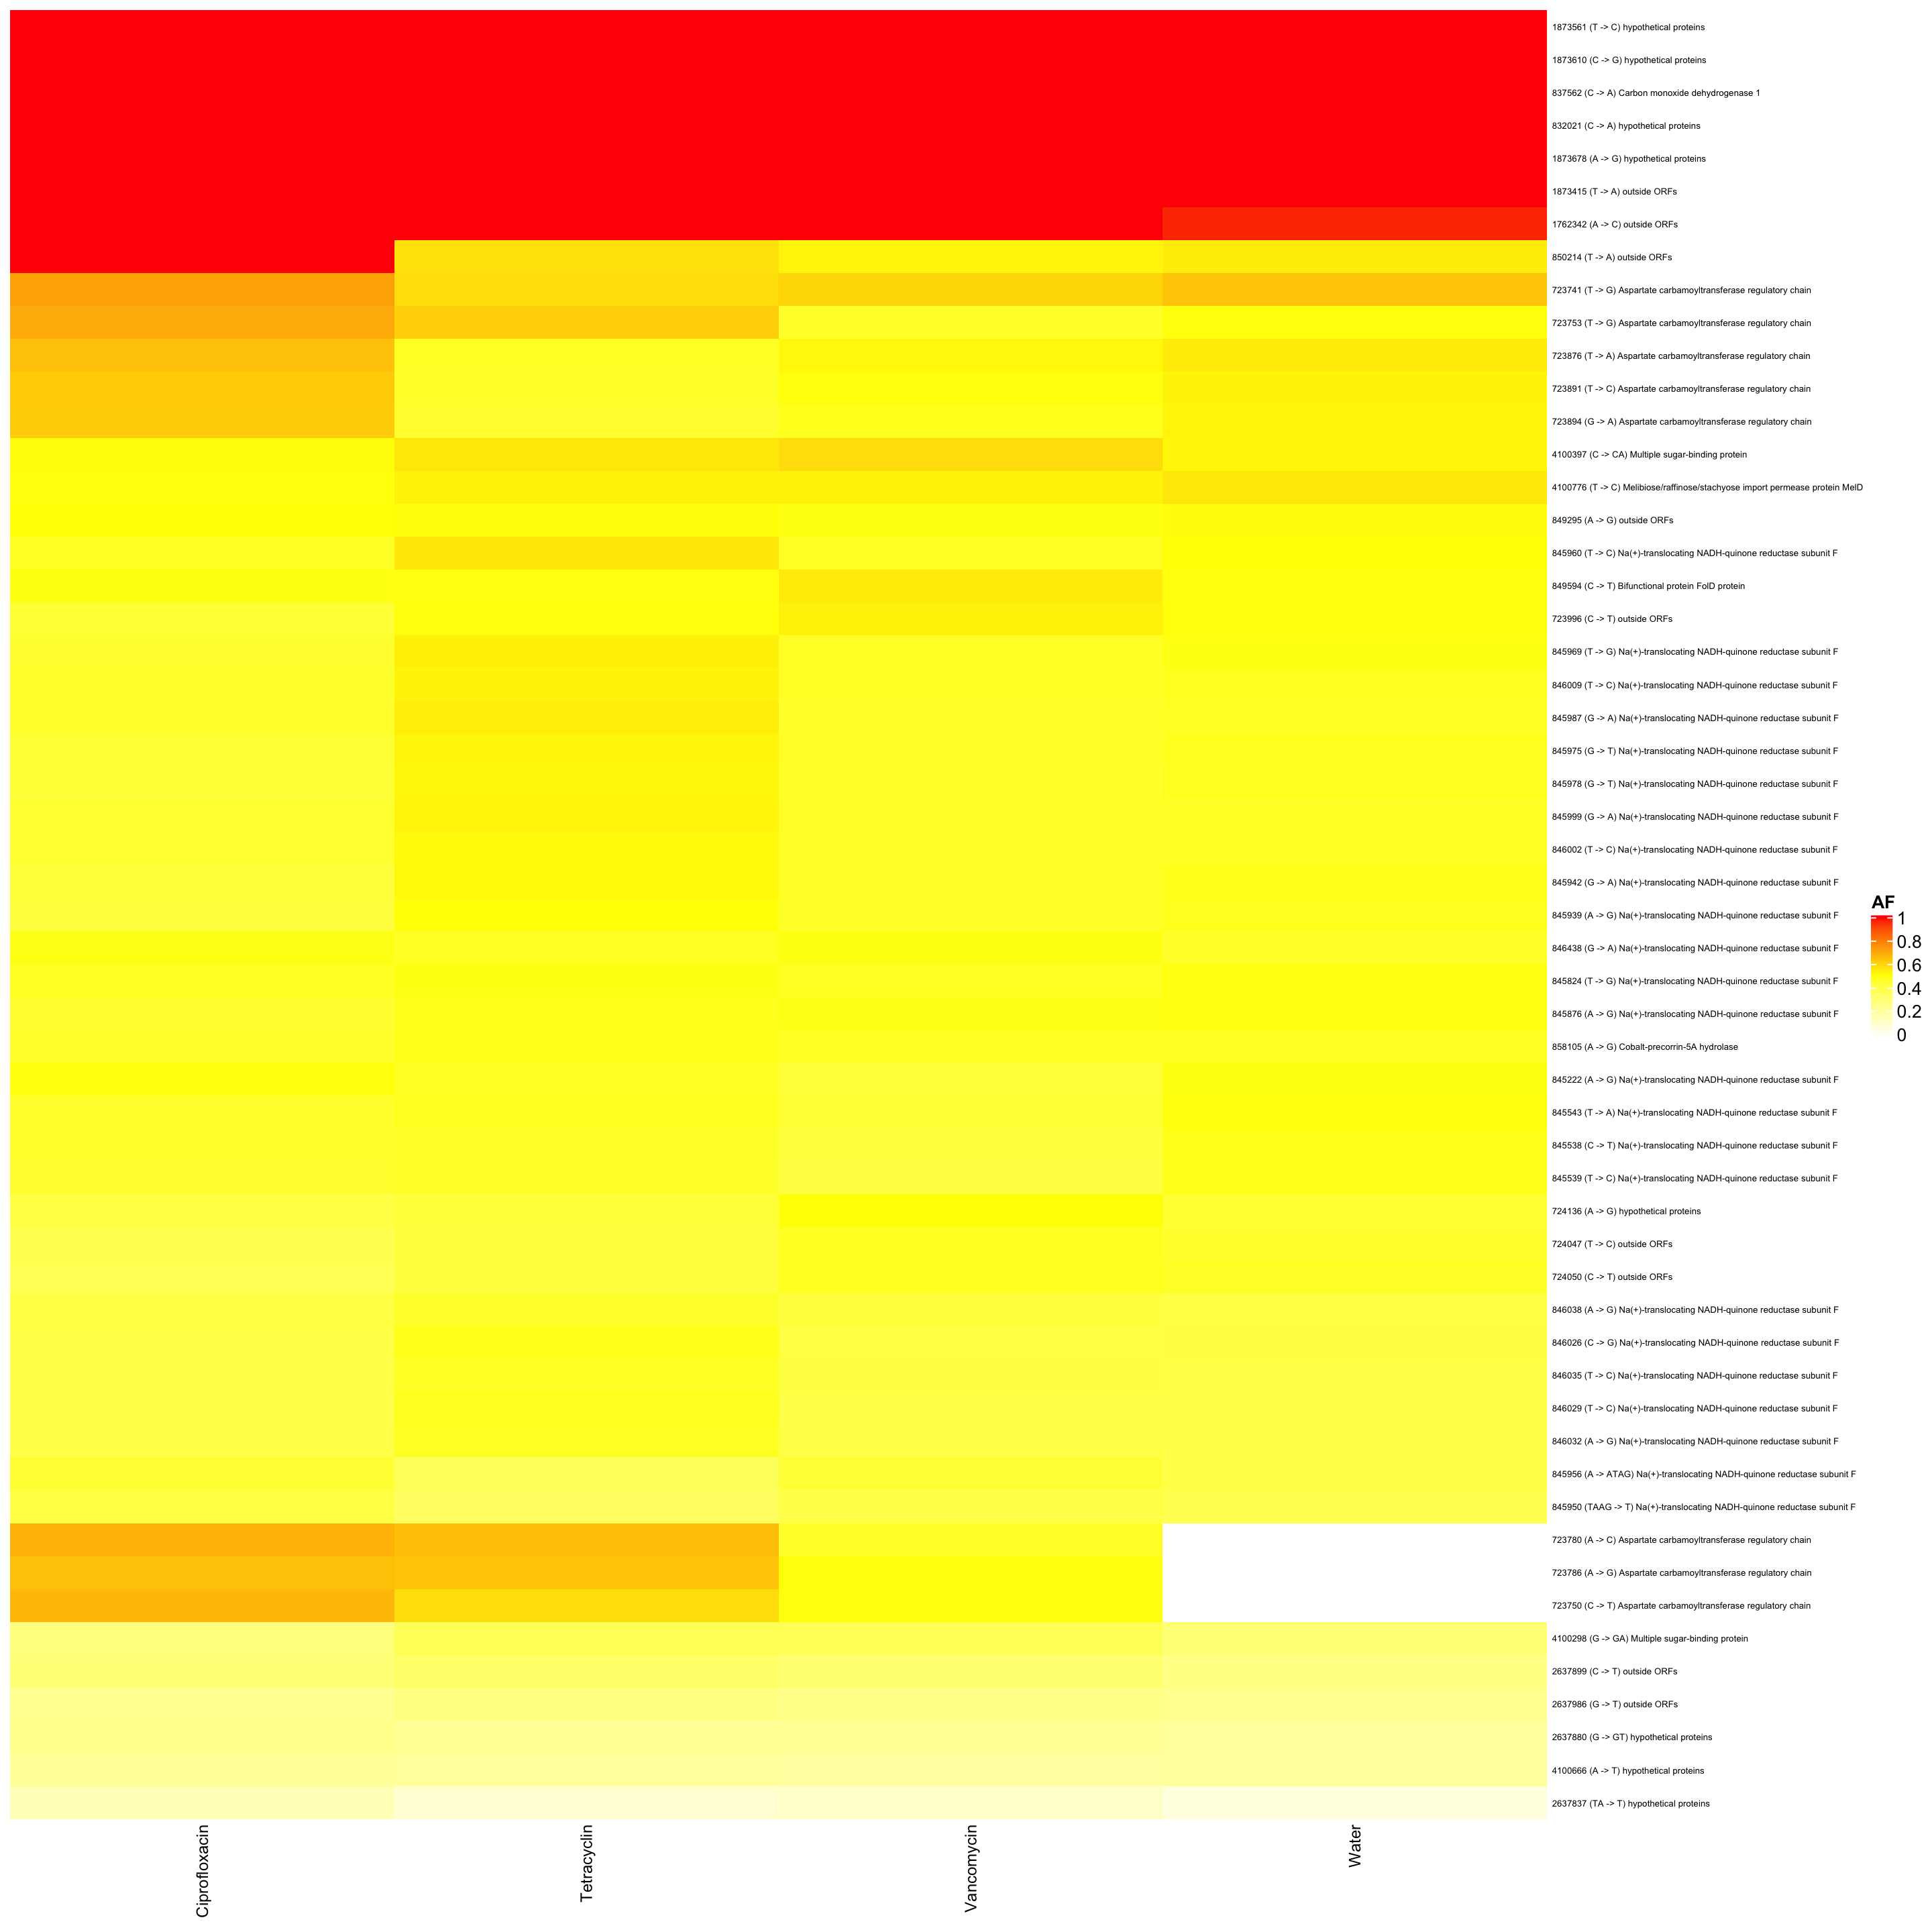 1873561 (T -> C) hypothetical proteins
1873610 (C -> G) hypothetical proteins
837562 (C -> A) Carbon monoxide dehydrogenase 1
832021 (C -> A) hypothetical proteins
1873678 (A -> G) hypothetical proteins
1873415 (T -> A) outside ORFs
1762342 (A -> C) outside ORFs
850214 (T -> A) outside ORFs
723741 (T -> G) Aspartate carbamoyltransferase regulatory chain
723753 (T -> G) Aspartate carbamoyltransferase regulatory chain
723876 (T -> A) Aspartate carbamoyltransferase regulatory chain
723891 (T -> C) Aspartate carbamoyltransferase regulatory chain
723894 (G -> A) Aspartate carbamoyltransferase regulatory chain
4100397 (C -> CA) Multiple sugar-binding protein
4100776 (T -> C) Melibiose/raffinose/stachyose import permease protein MelD
849295 (A -> G) outside ORFs
845960 (T -> C) Na(+)-translocating NADH-quinone reductase subunit F
849594 (C -> T) Bifunctional protein FolD protein
723996 (C -> T) outside ORFs
845969 (T -> G) Na(+)-translocating NADH-quinone reductase subunit F
846009 (T -> C) Na(+)-translocating NADH-quinone reductase subunit F
845987 (G -> A) Na(+)-translocating NADH-quinone reductase subunit F
845975 (G -> T) Na(+)-translocating NADH-quinone reductase subunit F
845978 (G -> T) Na(+)-translocating NADH-quinone reductase subunit F
845999 (G -> A) Na(+)-translocating NADH-quinone reductase subunit F
846002 (T -> C) Na(+)-translocating NADH-quinone reductase subunit F
845942 (G -> A) Na(+)-translocating NADH-quinone reductase subunit F
845939 (A -> G) Na(+)-translocating NADH-quinone reductase subunit F
846438 (G -> A) Na(+)-translocating NADH-quinone reductase subunit F
845824 (T -> G) Na(+)-translocating NADH-quinone reductase subunit F
845876 (A -> G) Na(+)-translocating NADH-quinone reductase subunit F
858105 (A -> G) Cobalt-precorrin-5A hydrolase
845222 (A -> G) Na(+)-translocating NADH-quinone reductase subunit F
845543 (T -> A) Na(+)-translocating NADH-quinone reductase subunit F
845538 (C -> T) Na(+)-translocating NADH-quinone reductase subunit F
845539 (T -> C) Na(+)-translocating NADH-quinone reductase subunit F
724136 (A -> G) hypothetical proteins
724047 (T -> C) outside ORFs
724050 (C -> T) outside ORFs
846038 (A -> G) Na(+)-translocating NADH-quinone reductase subunit F
846026 (C -> G) Na(+)-translocating NADH-quinone reductase subunit F
846035 (T -> C) Na(+)-translocating NADH-quinone reductase subunit F
846029 (T -> C) Na(+)-translocating NADH-quinone reductase subunit F
846032 (A -> G) Na(+)-translocating NADH-quinone reductase subunit F
845956 (A -> ATAG) Na(+)-translocating NADH-quinone reductase subunit F
845950 (TAAG -> T) Na(+)-translocating NADH-quinone reductase subunit F
723780 (A -> C) Aspartate carbamoyltransferase regulatory chain
723786 (A -> G) Aspartate carbamoyltransferase regulatory chain
723750 (C -> T) Aspartate carbamoyltransferase regulatory chain
4100298 (G -> GA) Multiple sugar-binding protein
2637899 (C -> T) outside ORFs
2637986 (G -> T) outside ORFs
2637880 (G -> GT) hypothetical proteins
4100666 (A -> T) hypothetical proteins
2637837 (TA -> T) hypothetical proteins
AF
1
0.8
0.6
0.4
0.2
0
Ciprofloxacin
Tetracyclin
Vancomycin
Water